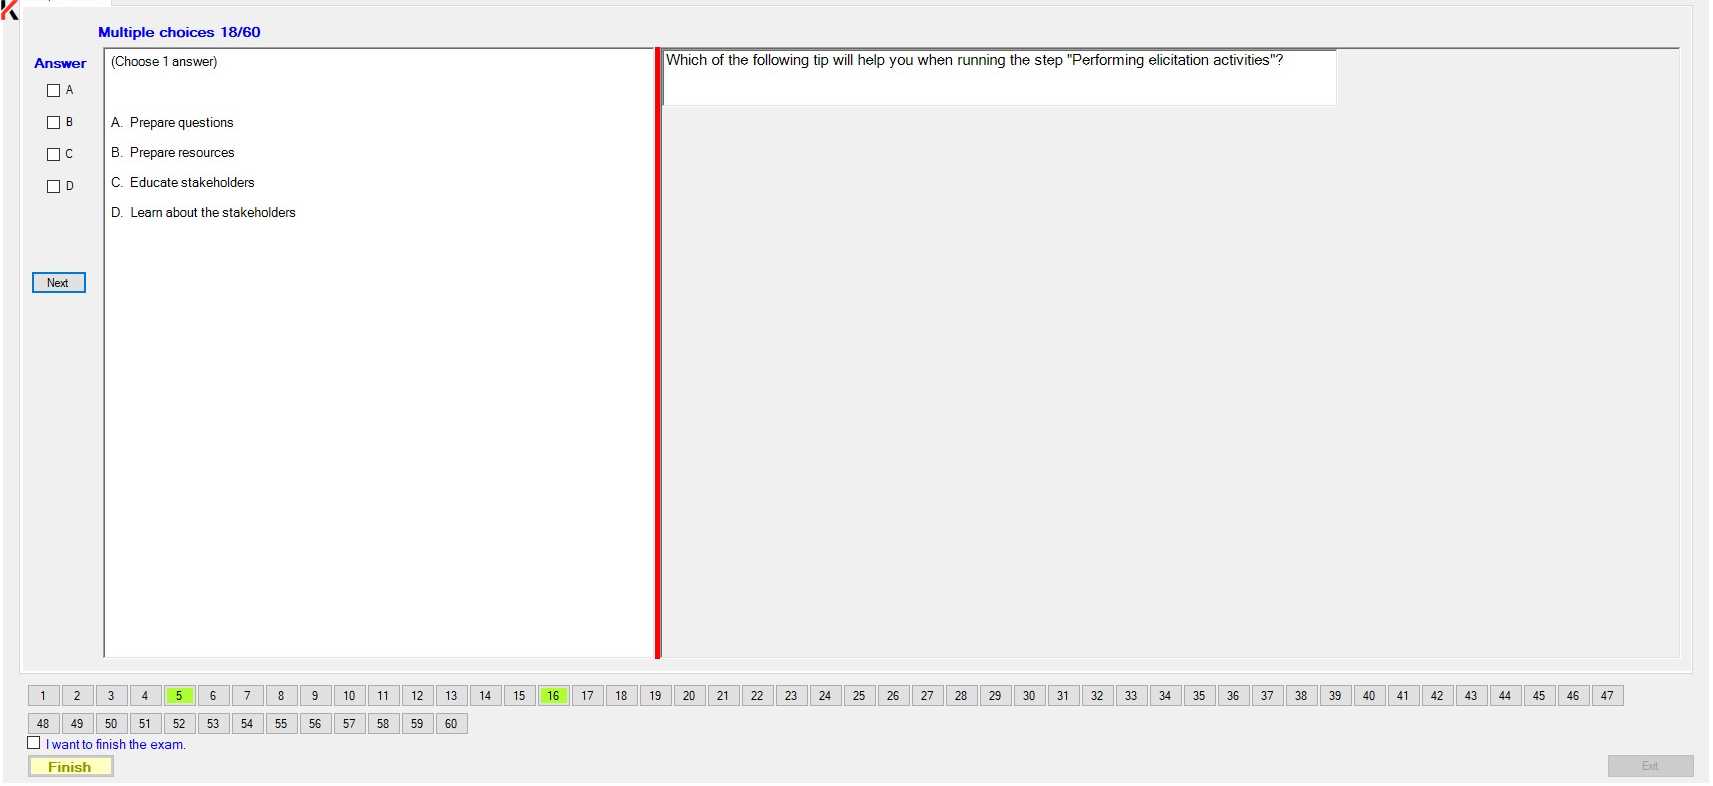 Multiple choices 18/60
Answer
A
B
C
D
Next
(Choose 1 answer)
A. Prepare questions
B. Prepare resources
C. Educate stakeholders
D. Learn about the stakeholders
Which of the following tip will help you when running the step "Performing elicitation activities"?
1 2 3 4 5 6 7 8 9 10 11 12 13 14 15 16 17 18 19 20 21 22 23 24 25 26 27 28 29 30 31 32 33 34 35 36 37 38 39 40 41 42 43 44 45 46 47
48 49 50 51 52 53 54 55 56 57 58 59 60
I want to finish the exam.
Finish
Exit